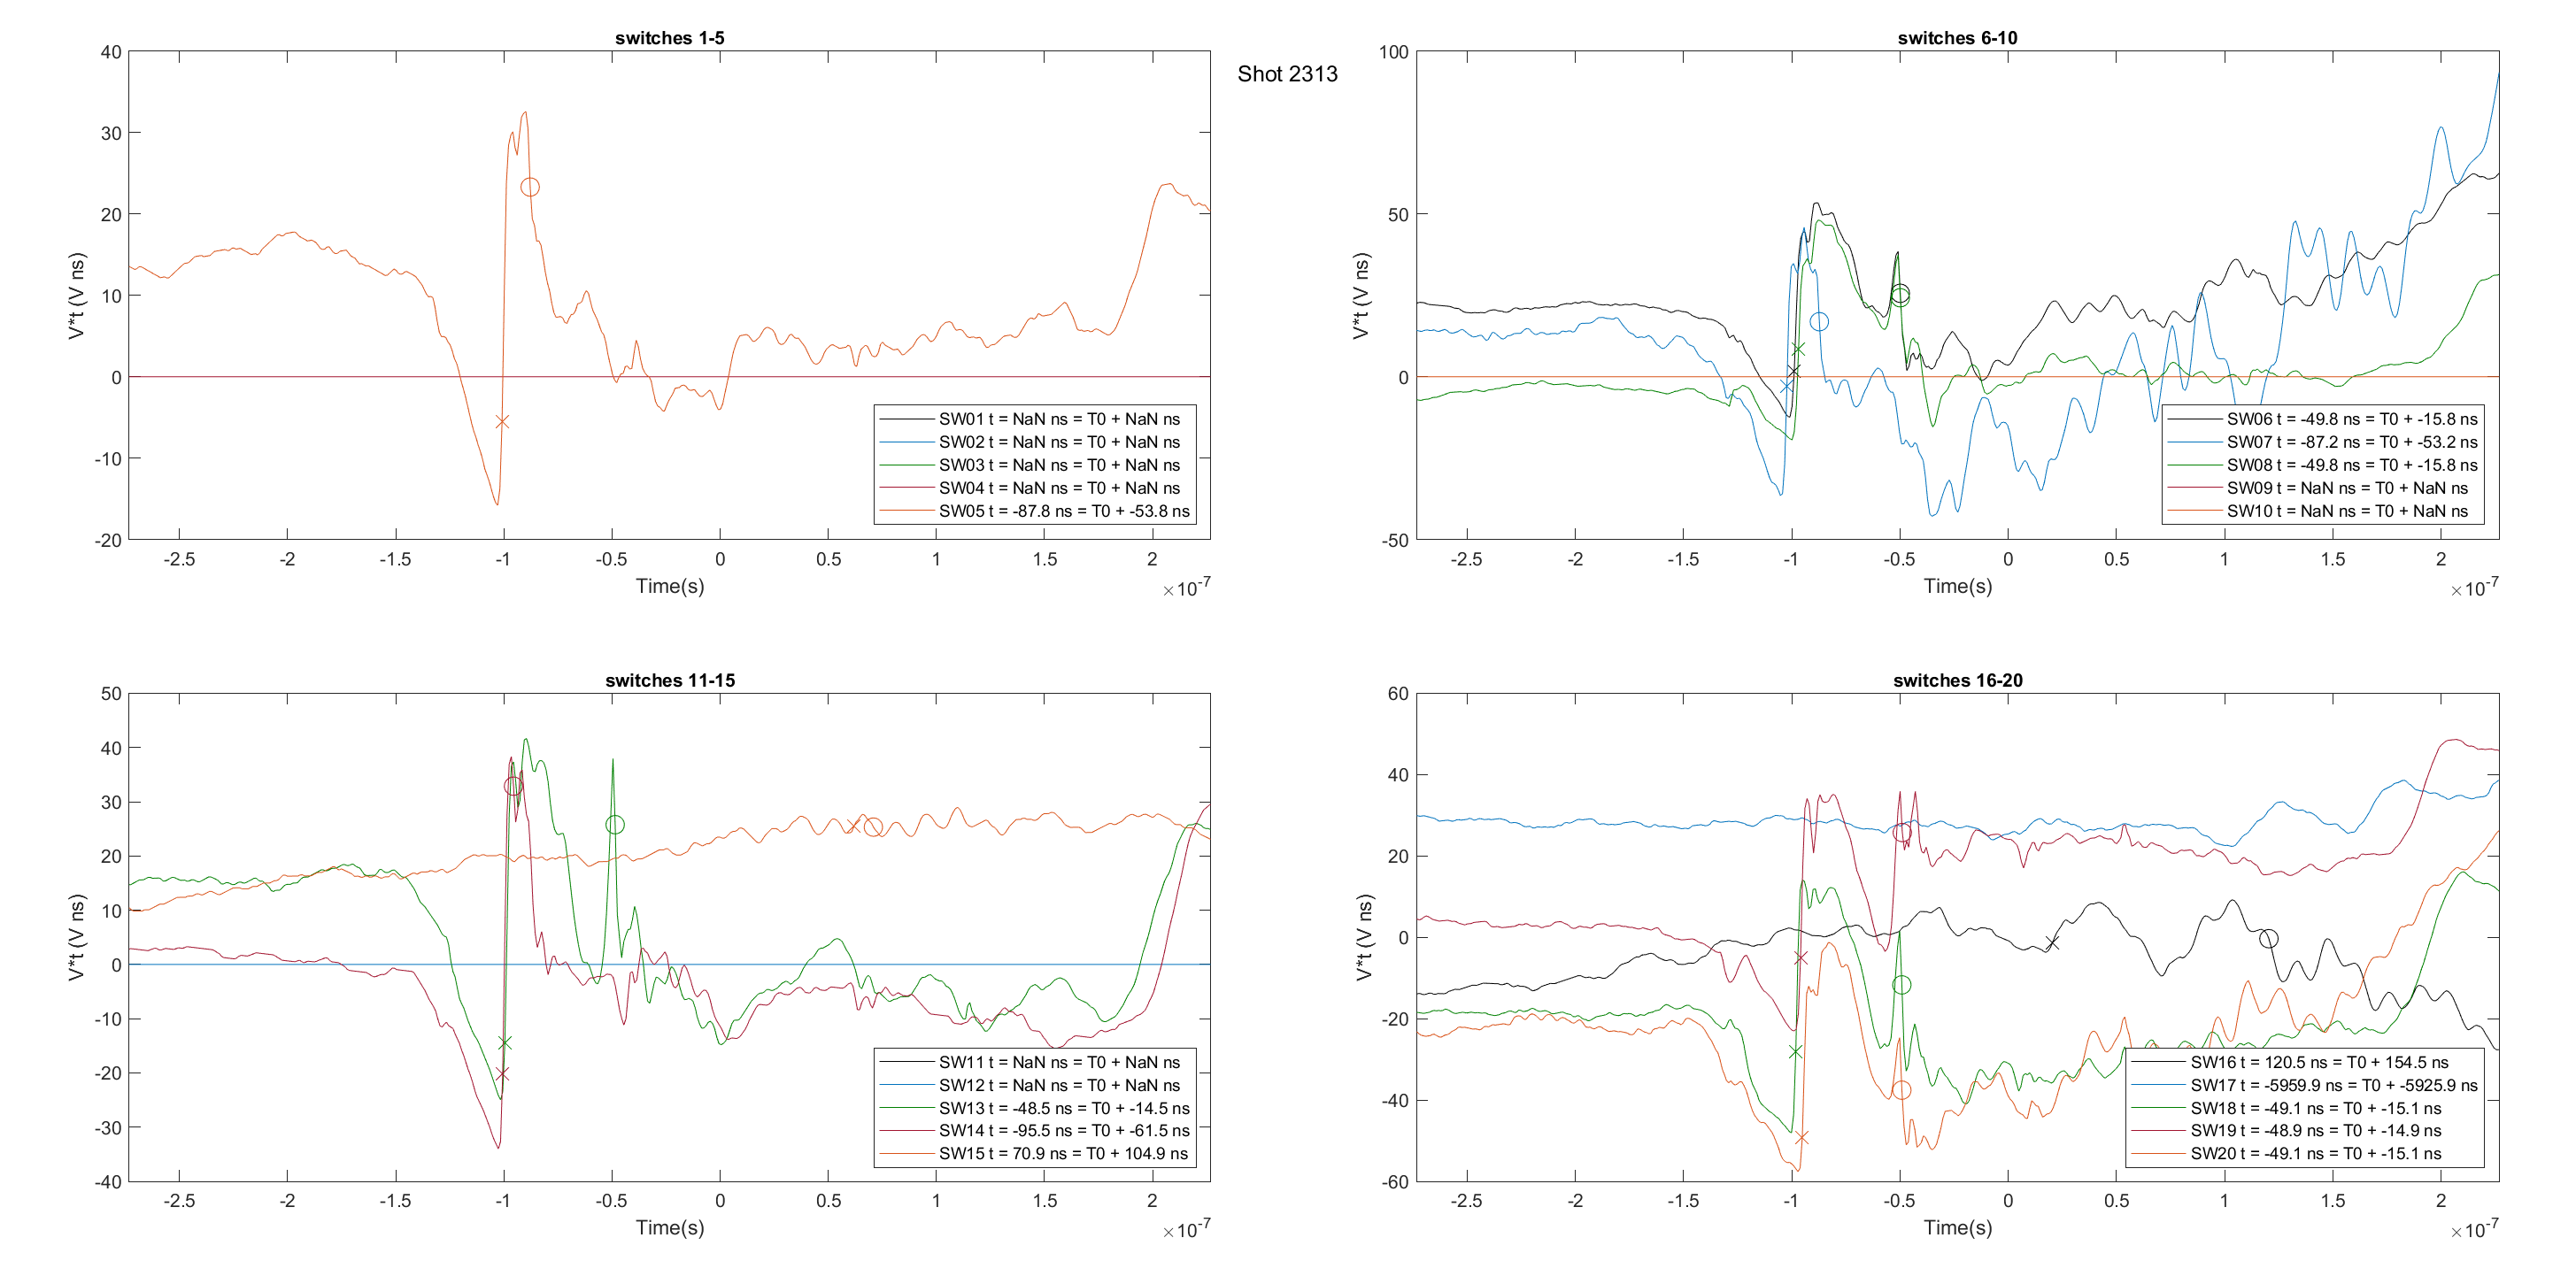 switches 1-5
switches 6-10
Shot 2313
40
30
20
10
0
-10
-20
V*t (V ns)
-2.5
-2
-1.5
-1
-0.5
0
0.5
1
1.5
2
Time(s)
×10-7
SW01 t = NaN ns = T0 + NaN ns
SW02 t = NaN ns = T0 + NaN ns
SW03 t = NaN ns = T0 + NaN ns
SW04 t = NaN ns = T0 + NaN ns
SW05 t = -87.8 ns = T0 + -53.8 ns
100
50
0
-50
V*t (V ns)
-2.5
-2
-1.5
-1
-0.5
0
0.5
1
1.5
2
Time(s)
×10-7
SW06 t = -49.8 ns = T0 + -15.8 ns
SW07 t = -87.2 ns = T0 + -53.2 ns
SW08 t = -49.8 ns = T0 + -15.8 ns
SW09 t = NaN ns = T0 + NaN ns
SW10 t = NaN ns = T0 + NaN ns
switches 11-15
50
40
30
20
10
0
-10
-20
-30
-40
V*t (V ns)
-2.5
-2
-1.5
-1
-0.5
0
0.5
1
1.5
2
Time(s)
×10-7
SW11 t = NaN ns = T0 + NaN ns
SW12 t = NaN ns = T0 + NaN ns
SW13 t = -48.5 ns = T0 + -14.5 ns
SW14 t = -95.5 ns = T0 + -61.5 ns
SW15 t = 70.9 ns = T0 + 104.9 ns
switches 16-20
60
40
20
0
-20
-40
-60
V*t (V ns)
-2.5
-2
-1.5
-1
-0.5
0
0.5
1
1.5
2
Time(s)
×10-7
SW16 t = 120.5 ns = T0 + 154.5 ns
SW17 t = -5959.9 ns = T0 + -5925.9 ns
SW18 t = -49.1 ns = T0 + -15.1 ns
SW19 t = -48.9 ns = T0 + -14.9 ns
SW20 t = -49.1 ns = T0 + -15.1 ns